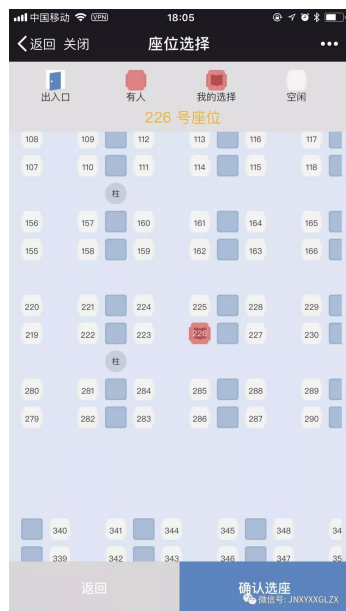 中国移动 VPN 18:05
返回 关闭 座位选择
出入口 有人 我的选择 空闲
226 号座位
108 109 112 113 116 117
107 110 111 114 115 118
柱
156 157 160 161 164 165
155 158 159 162 163 166
220 221 224 225 228 229
219 222 223 226 227 230
柱
280 281 284 285 288 289
279 282 283 286 287 290
340 341 344 345 348 34
339 342 343 346 347 35
返回 确认选座
微信号: JNXYXXGLZX